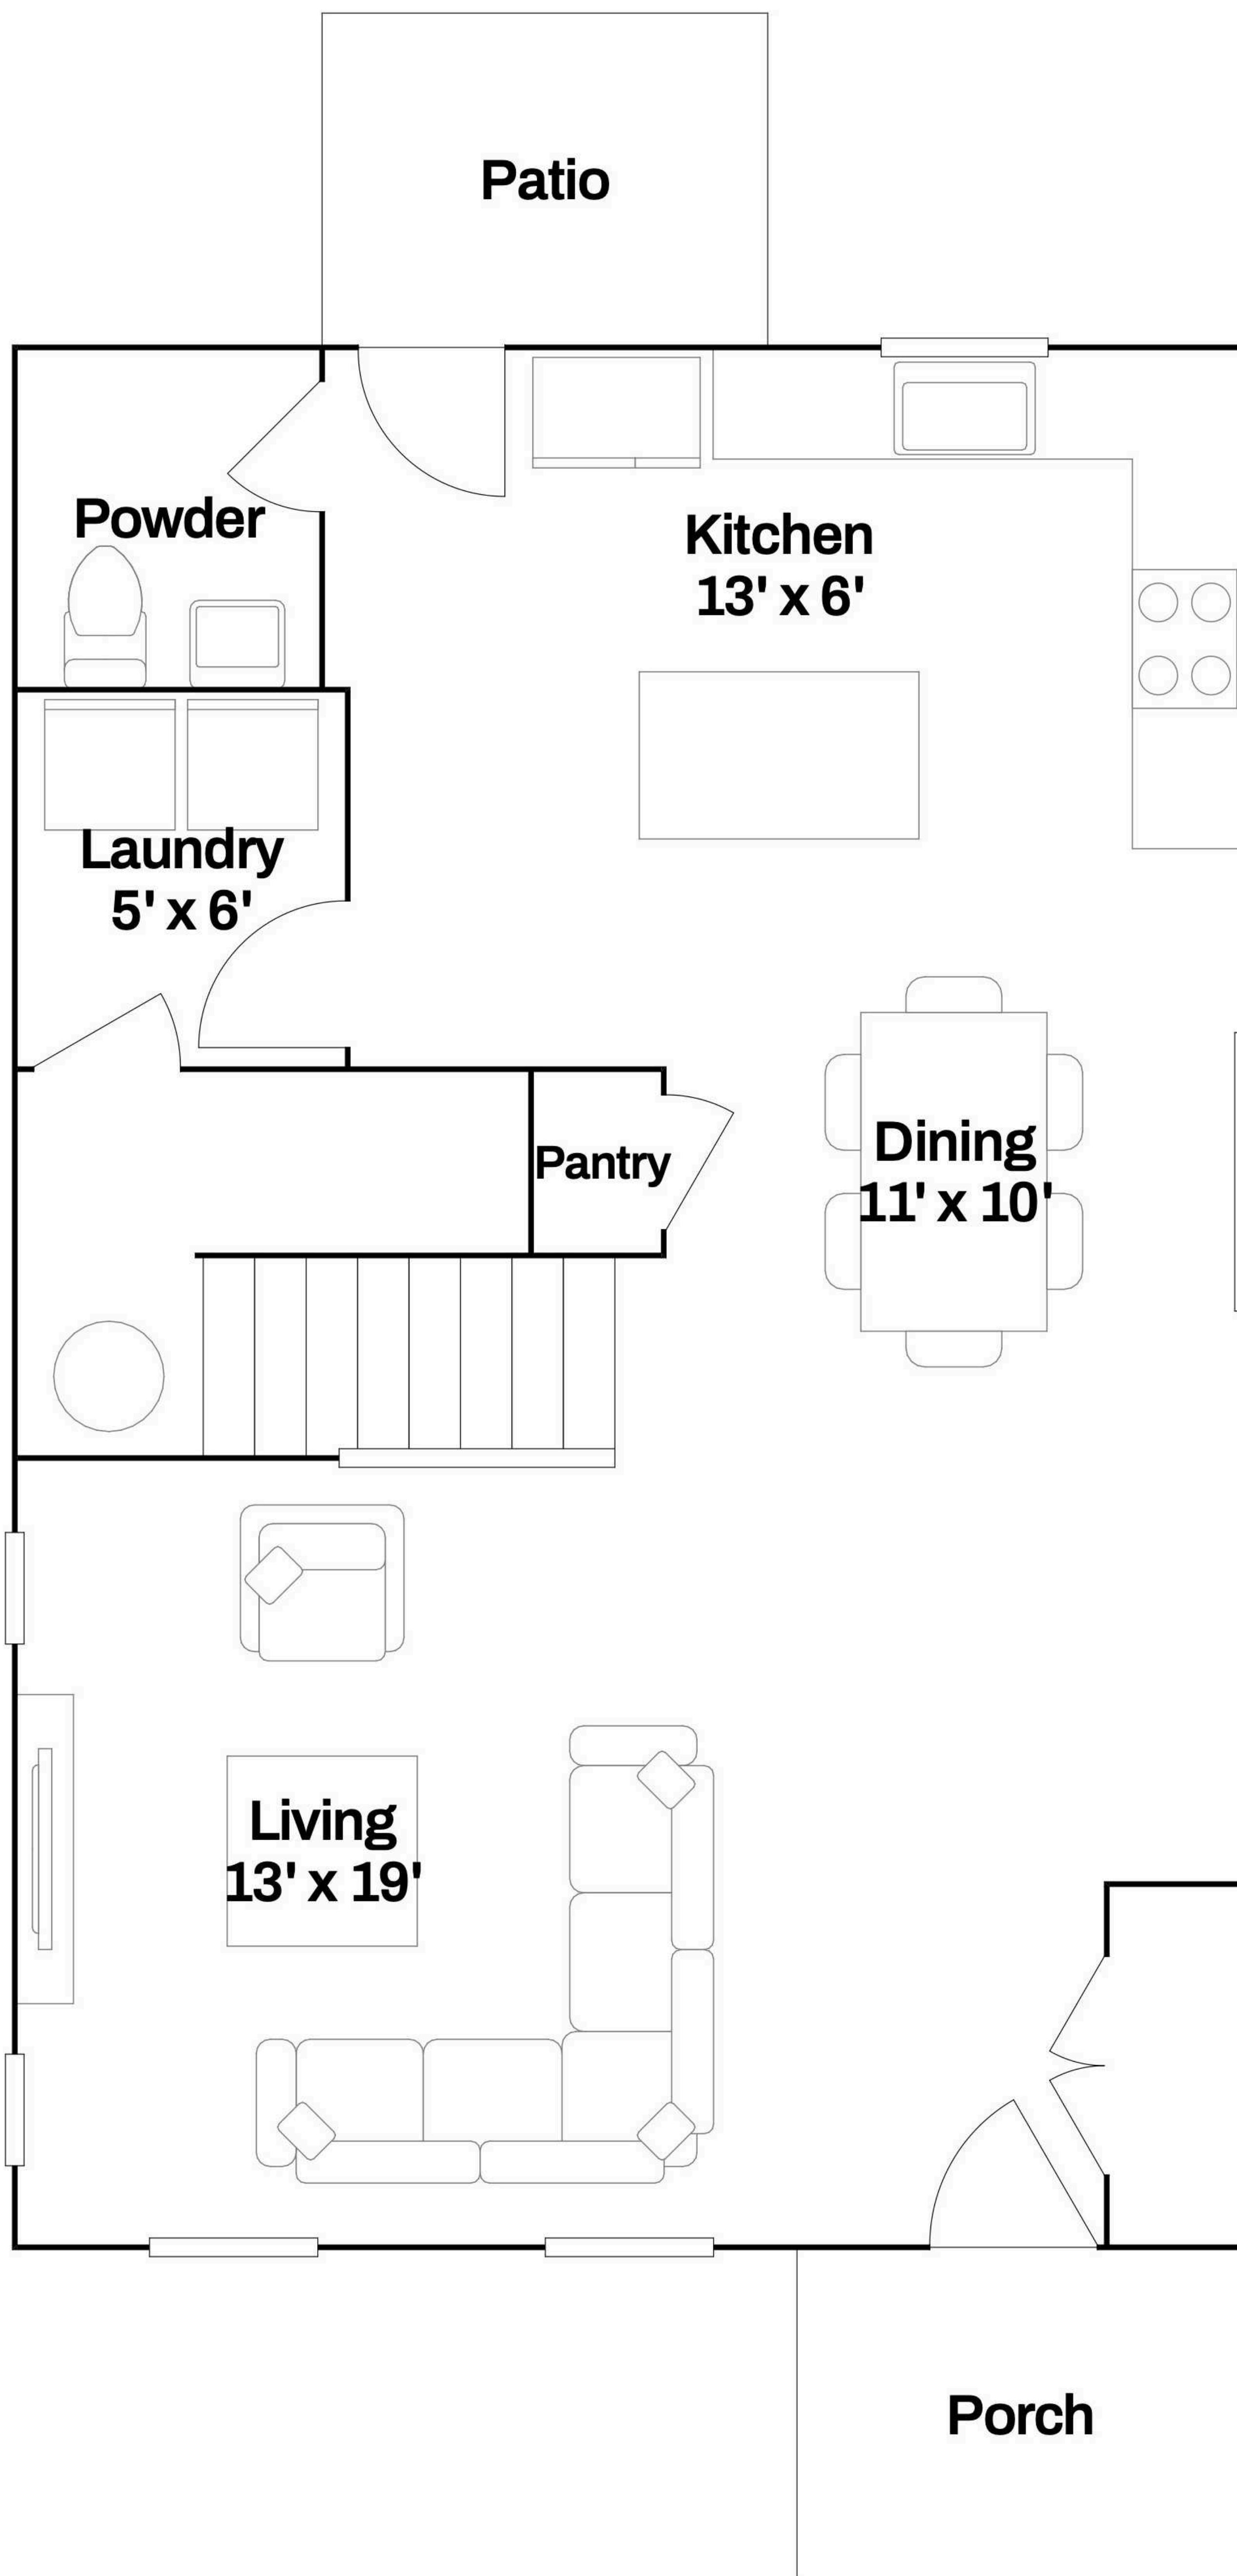 Patio
Powder
Kitchen
13' x 6'
Laundry
5' x 6'
Pantry
Dining
11' x 10'
Living
13' x 19'
Porch